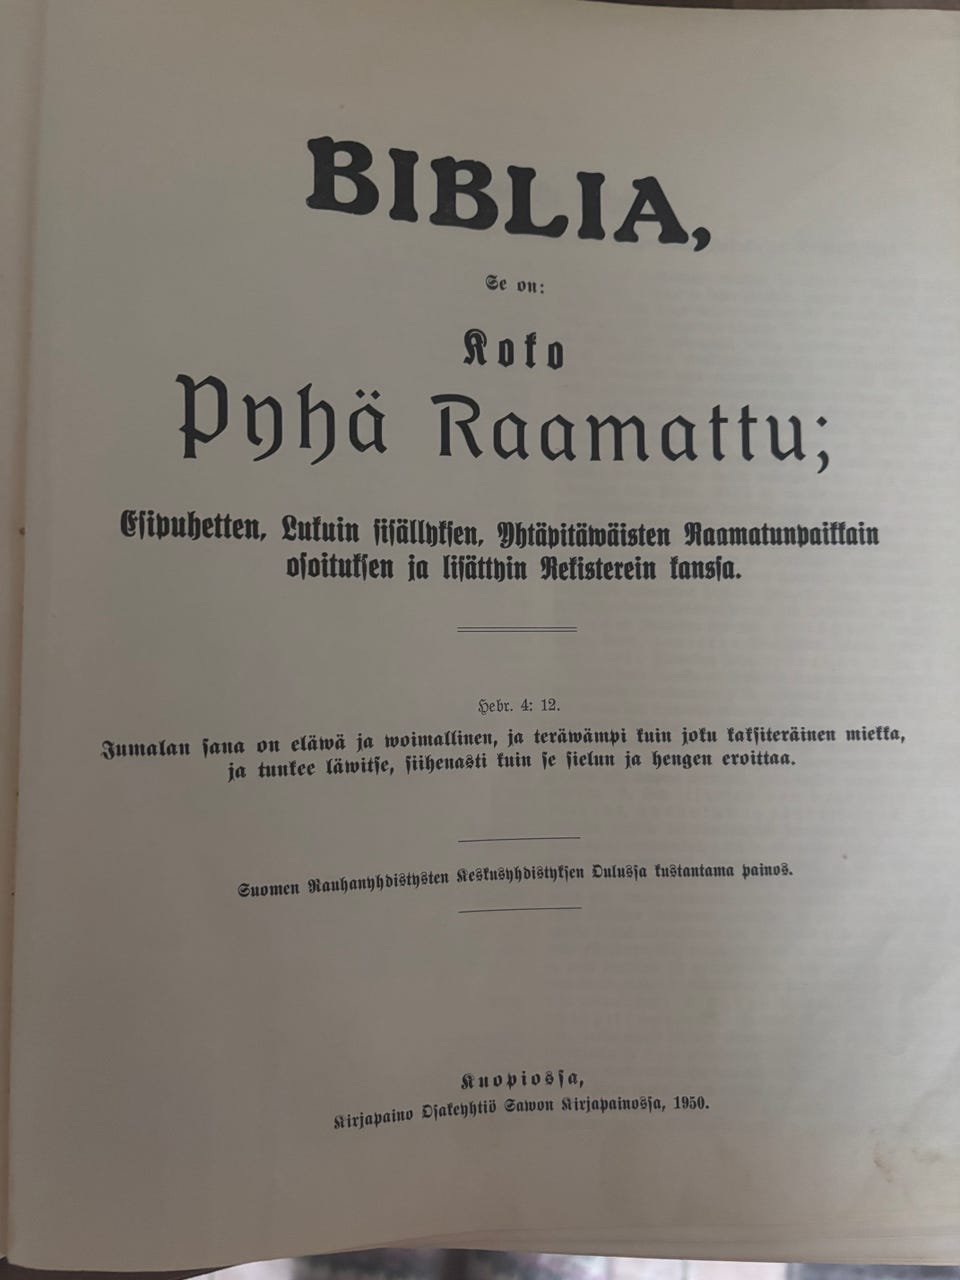 BIBLIA,
Se on:
Koko
Pyhä Raamattu;
Esipuhetten, Lukuin sisällyksen, Yhtäpitäwäisten Raamatunpaikkain
osoituksen ja lisättyin Rekisterein kanssa.
Hebr. 4: 12.
Jumalan sana on eläwä ja woimallinen, ja teräwämpi kuin joku kaksiteräinen miekka,
ja tunkee läwitse, siihenasti kuin se sielun ja hengen eroittaa.
Suomen Rauhanyhdistysten Keskusyhdistyksen Oulussa kustantama painos.
Kuopiossa,
Kirjapaino Osakeyhtiö Sawon Kirjapainossa, 1950.